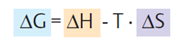 ΔG = ΔH - T · ΔS